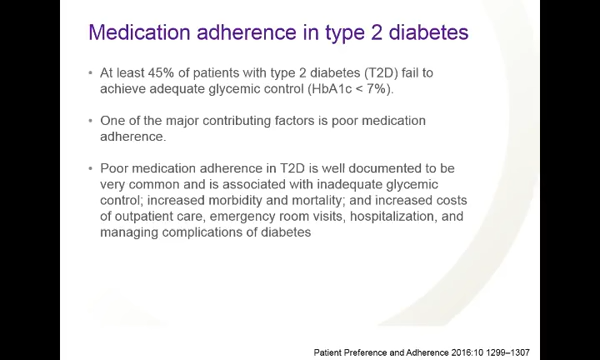 Medication adherence in type 2 diabetes
• At least 45% of patients with type 2 diabetes (T2D) fail to
achieve adequate glycemic control (HbA1c < 7%).
• One of the major contributing factors is poor medication
adherence.
• Poor medication adherence in T2D is well documented to be
very common and is associated with inadequate glycemic
control; increased morbidity and mortality; and increased costs
of outpatient care, emergency room visits, hospitalization, and
managing complications of diabetes
Patient Preference and Adherence 2016:10 1299–1307